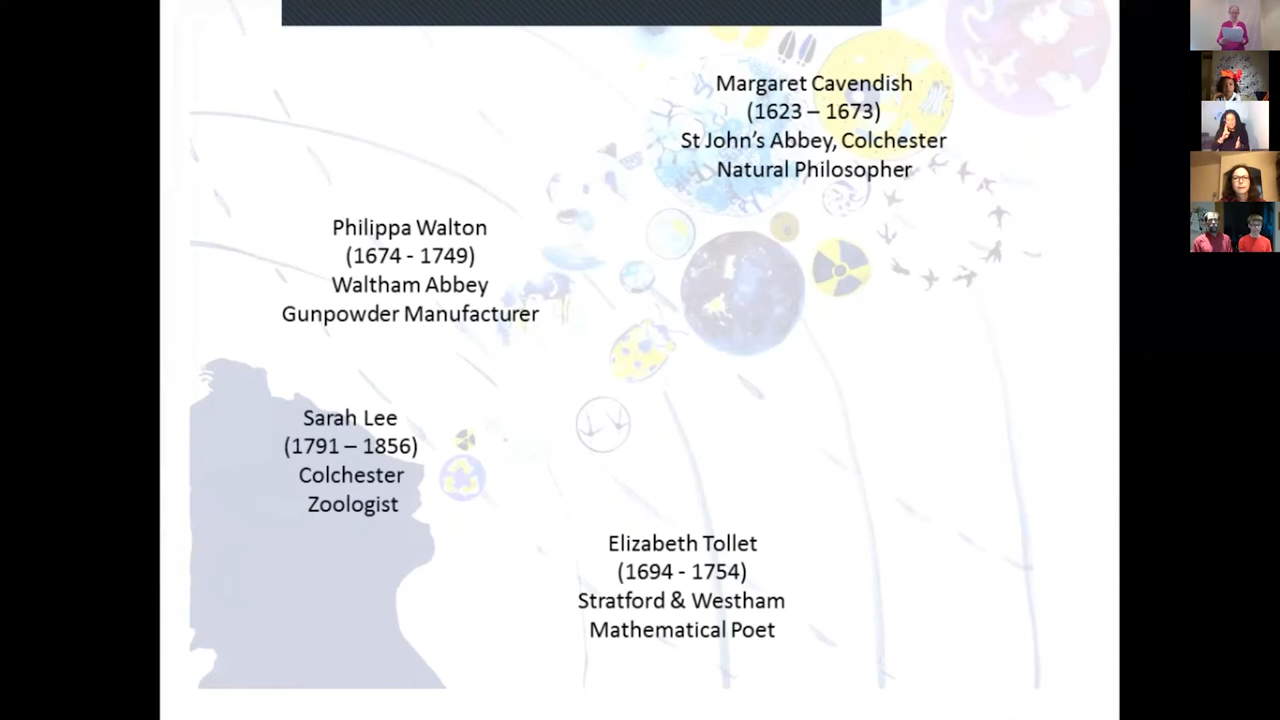 Margaret Cavendish
(1623 – 1673)
St John’s Abbey, Colchester
Natural Philosopher
Philippa Walton
(1674 - 1749)
Waltham Abbey
Gunpowder Manufacturer
Sarah Lee
(1791 – 1856)
Colchester
Zoologist
Elizabeth Tollet
(1694 - 1754)
Stratford & Westham
Mathematical Poet